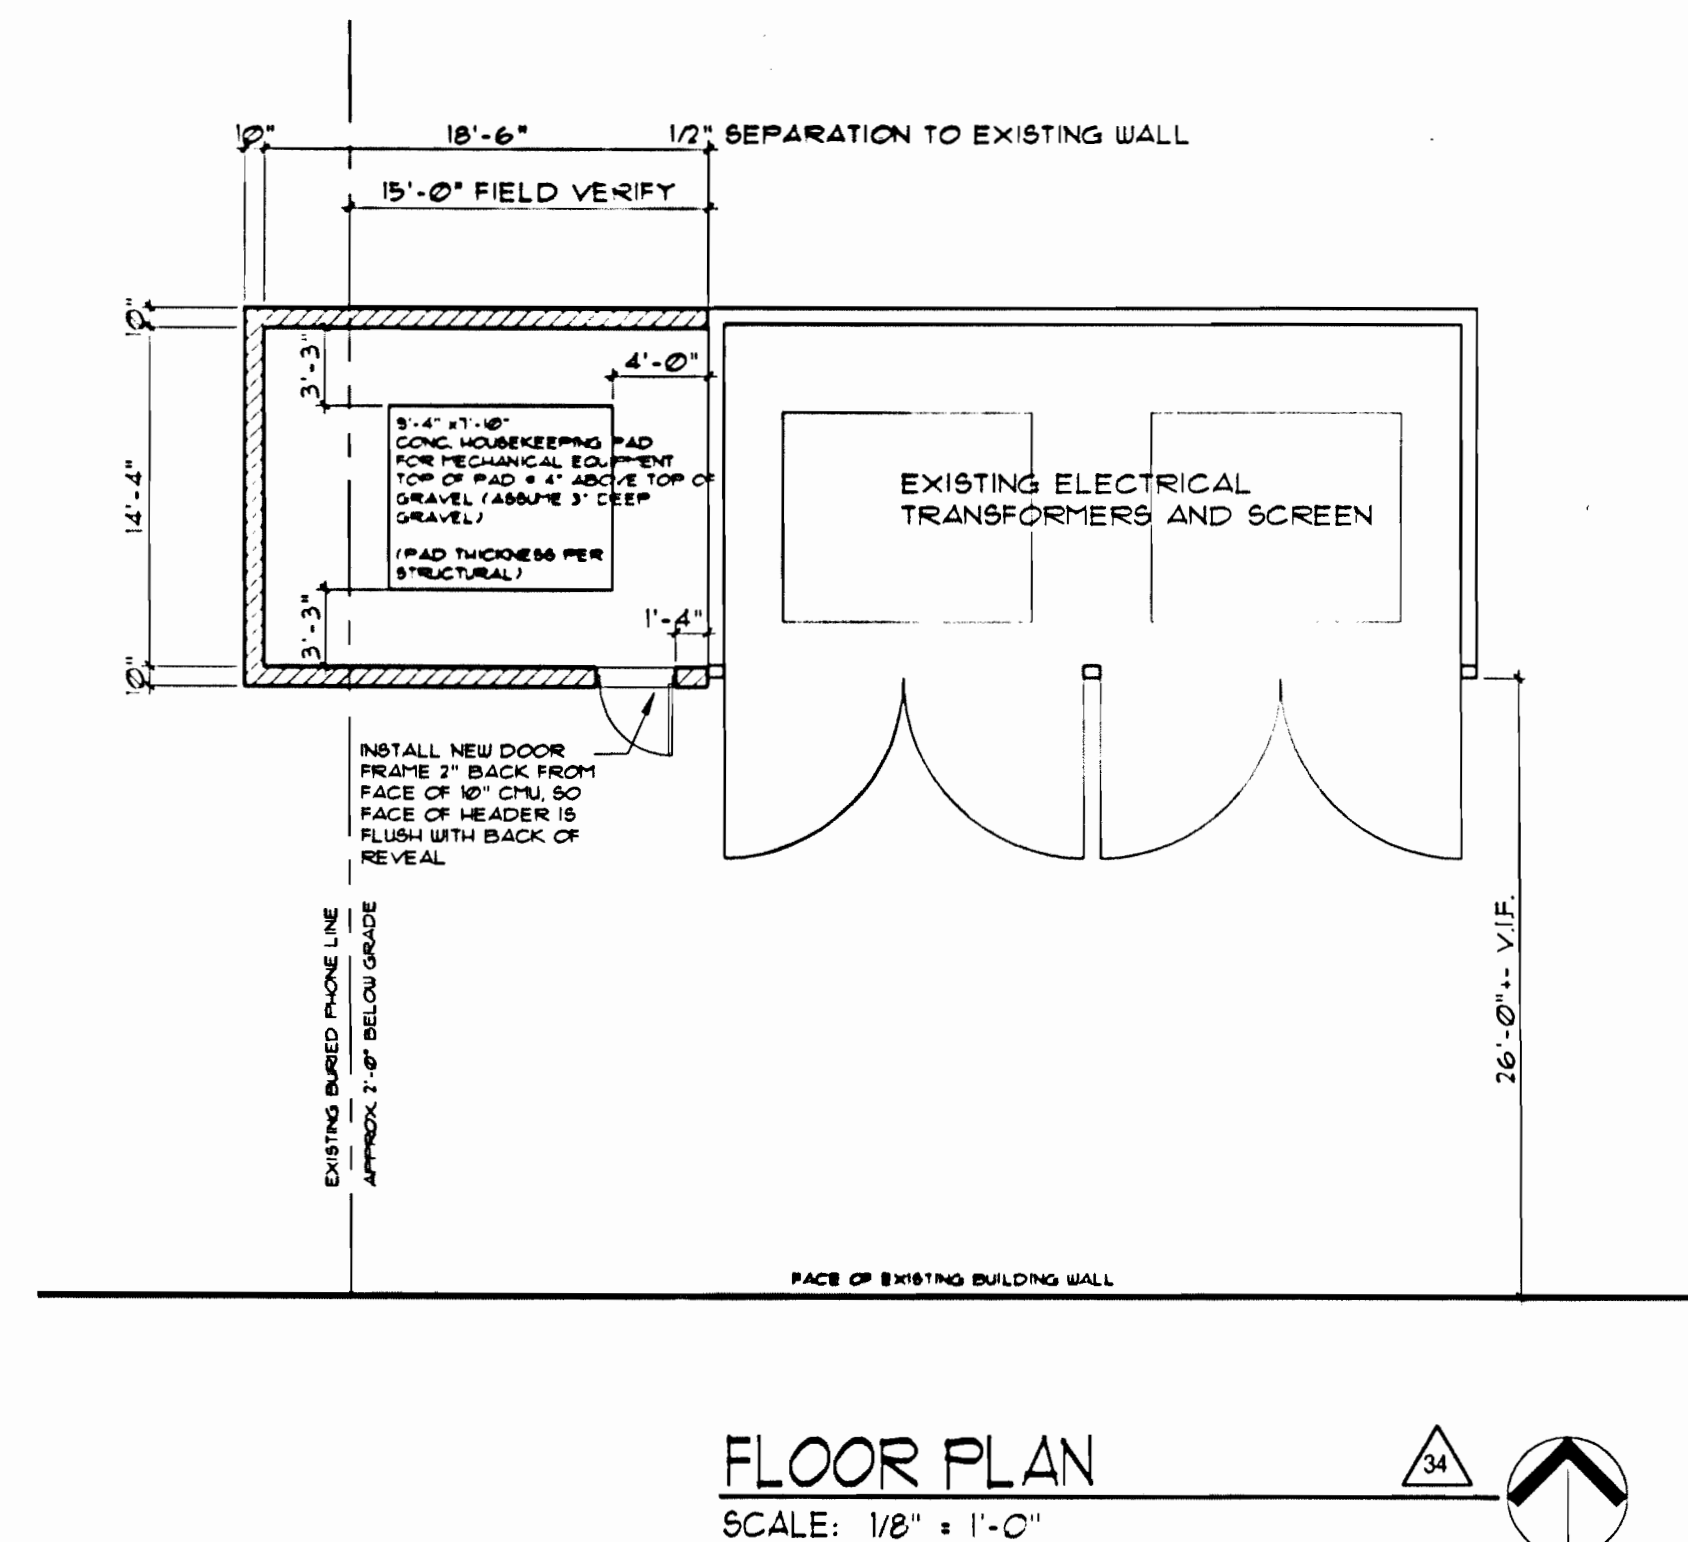 10" 18'-6" 1/2" SEPARATION TO EXISTING WALL
15'-0" FIELD VERIFY
10"
3'-3"
4'-0"
14'-4"
9'-4" x 7'-10"
CONC. HOUSEKEEPING PAD
FOR MECHANICAL EQUIPMENT
TOP OF PAD @ 4" ABOVE TOP OF
GRAVEL (ASSUME 3" DEEP
GRAVEL)
(PAD THICKNESS PER
STRUCTURAL)
EXISTING ELECTRICAL
TRANSFORMERS AND SCREEN
3'-3"
1'-4"
10"
INSTALL NEW DOOR
FRAME 2" BACK FROM
FACE OF 10" CMU, SO
FACE OF HEADER IS
FLUSH WITH BACK OF
REVEAL
EXISTING BURIED PHONE LINE
APPROX. 2'-0" BELOW GRADE
26'-0"+- V.I.F.
FACE OF EXISTING BUILDING WALL
FLOOR PLAN
34
SCALE: 1/8" = 1'-0"